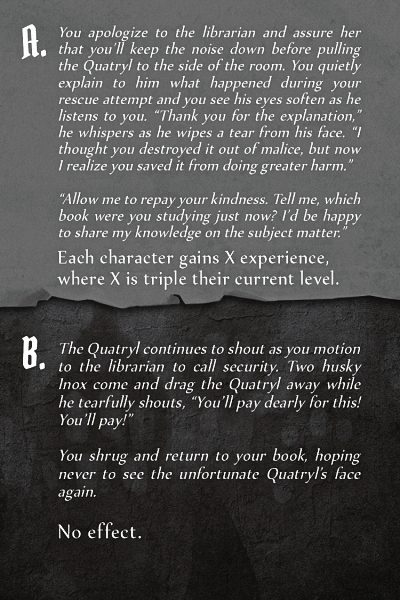 A.
You apologize to the librarian and assure her
that you'll keep the noise down before pulling
the Quatryl to the side of the room. You quietly
explain to him what happened during your
rescue attempt and you see his eyes soften as he
listens to you. “Thank you for the explanation,”
he whispers as he wipes a tear from his face. “I
thought you destroyed it out of malice, but now
I realize you saved it from doing greater harm.”
“Allow me to repay your kindness. Tell me, which
book were you studying just now? I'd be happy
to share my knowledge on the subject matter.”
Each character gains X experience,
where X is triple their current level.
B.
The Quatryl continues to shout as you motion
to the librarian to call security. Two husky
Inox come and drag the Quatryl away while
he tearfully shouts, “You'll pay dearly for this!
You'll pay!”
You shrug and return to your book, hoping
never to see the unfortunate Quatryl's face
again.
No effect.